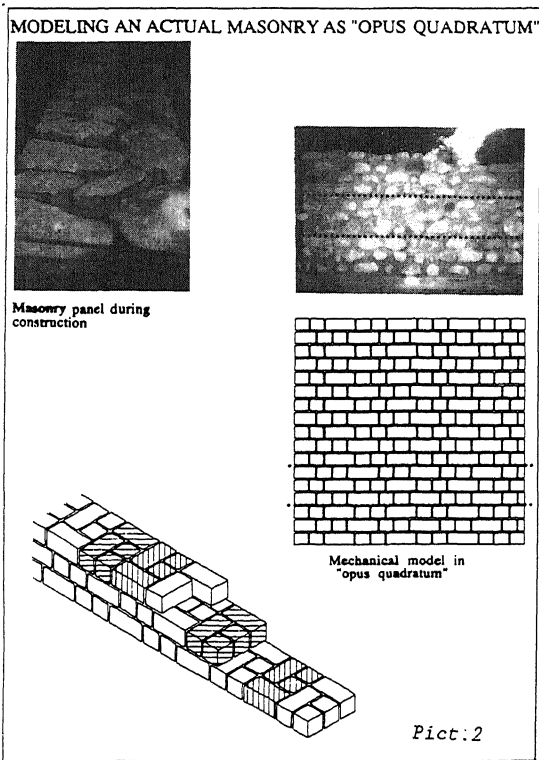 MODELING AN ACTUAL MASONRY AS "OPUS QUADRATUM"
Masonry panel during
construction
Mechanical model in
"opus quadratum"
Pict:2